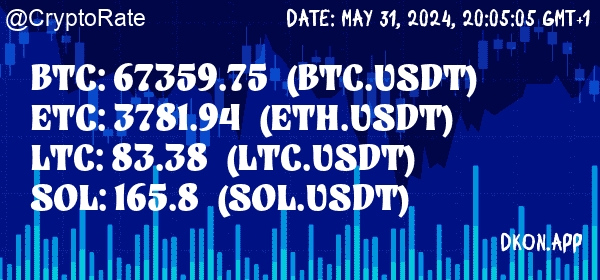 @CryptoRate
DATE: MAY 31, 2024, 20:05:05 GMT+1
BTC: 67359.75 (BTC.USDT)
ETC: 3781.94 (ETH.USDT)
LTC: 83.38 (LTC.USDT)
SOL: 165.8 (SOL.USDT)
DKON.APP